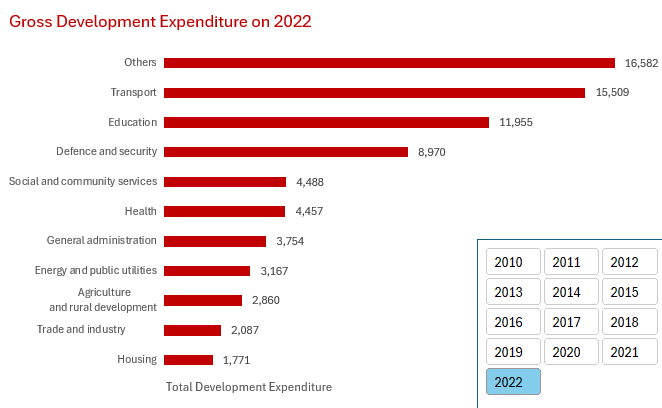 Gross Development Expenditure on 2022
Others 16,582
Transport 15,509
Education 11,955
Defence and security 8,970
Social and community services 4,488
Health 4,457
General administration 3,754
Energy and public utilities 3,167
Agriculture
and rural development 2,860
Trade and industry 2,087
Housing 1,771
Total Development Expenditure
2010 2011 2012
2013 2014 2015
2016 2017 2018
2019 2020 2021
2022